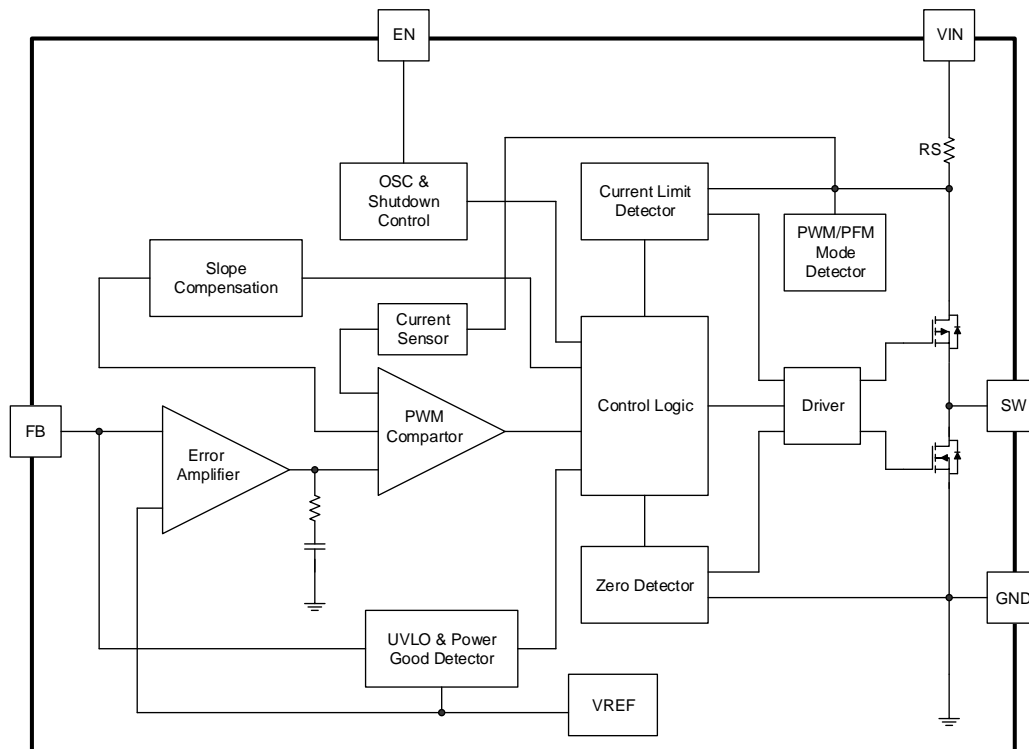 EN
VIN
RS
OSC &
Shutdown
Control
Current Limit
Detector
PWM/PFM
Mode
Detector
Slope
Compensation
Current
Sensor
FB
Error
Amplifier
PWM
Compartor
Control Logic
Driver
SW
Zero Detector
GND
UVLO & Power
Good Detector
VREF